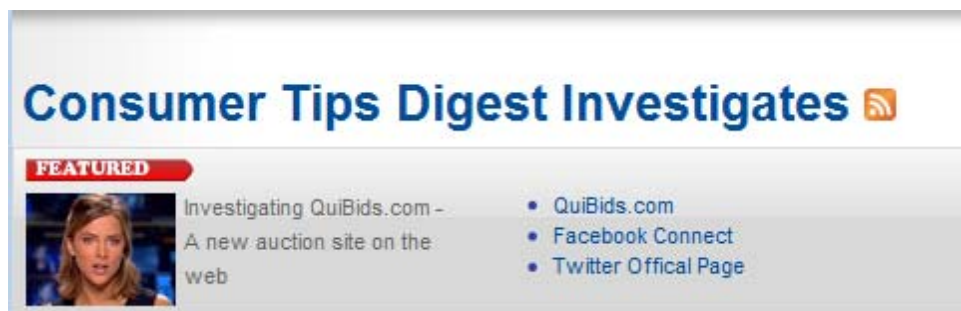 Consumer Tips Digest Investigates
FEATURED
Investigating QuiBids.com -
A new auction site on the
web
QuiBids.com
Facebook Connect
Twitter Offical Page